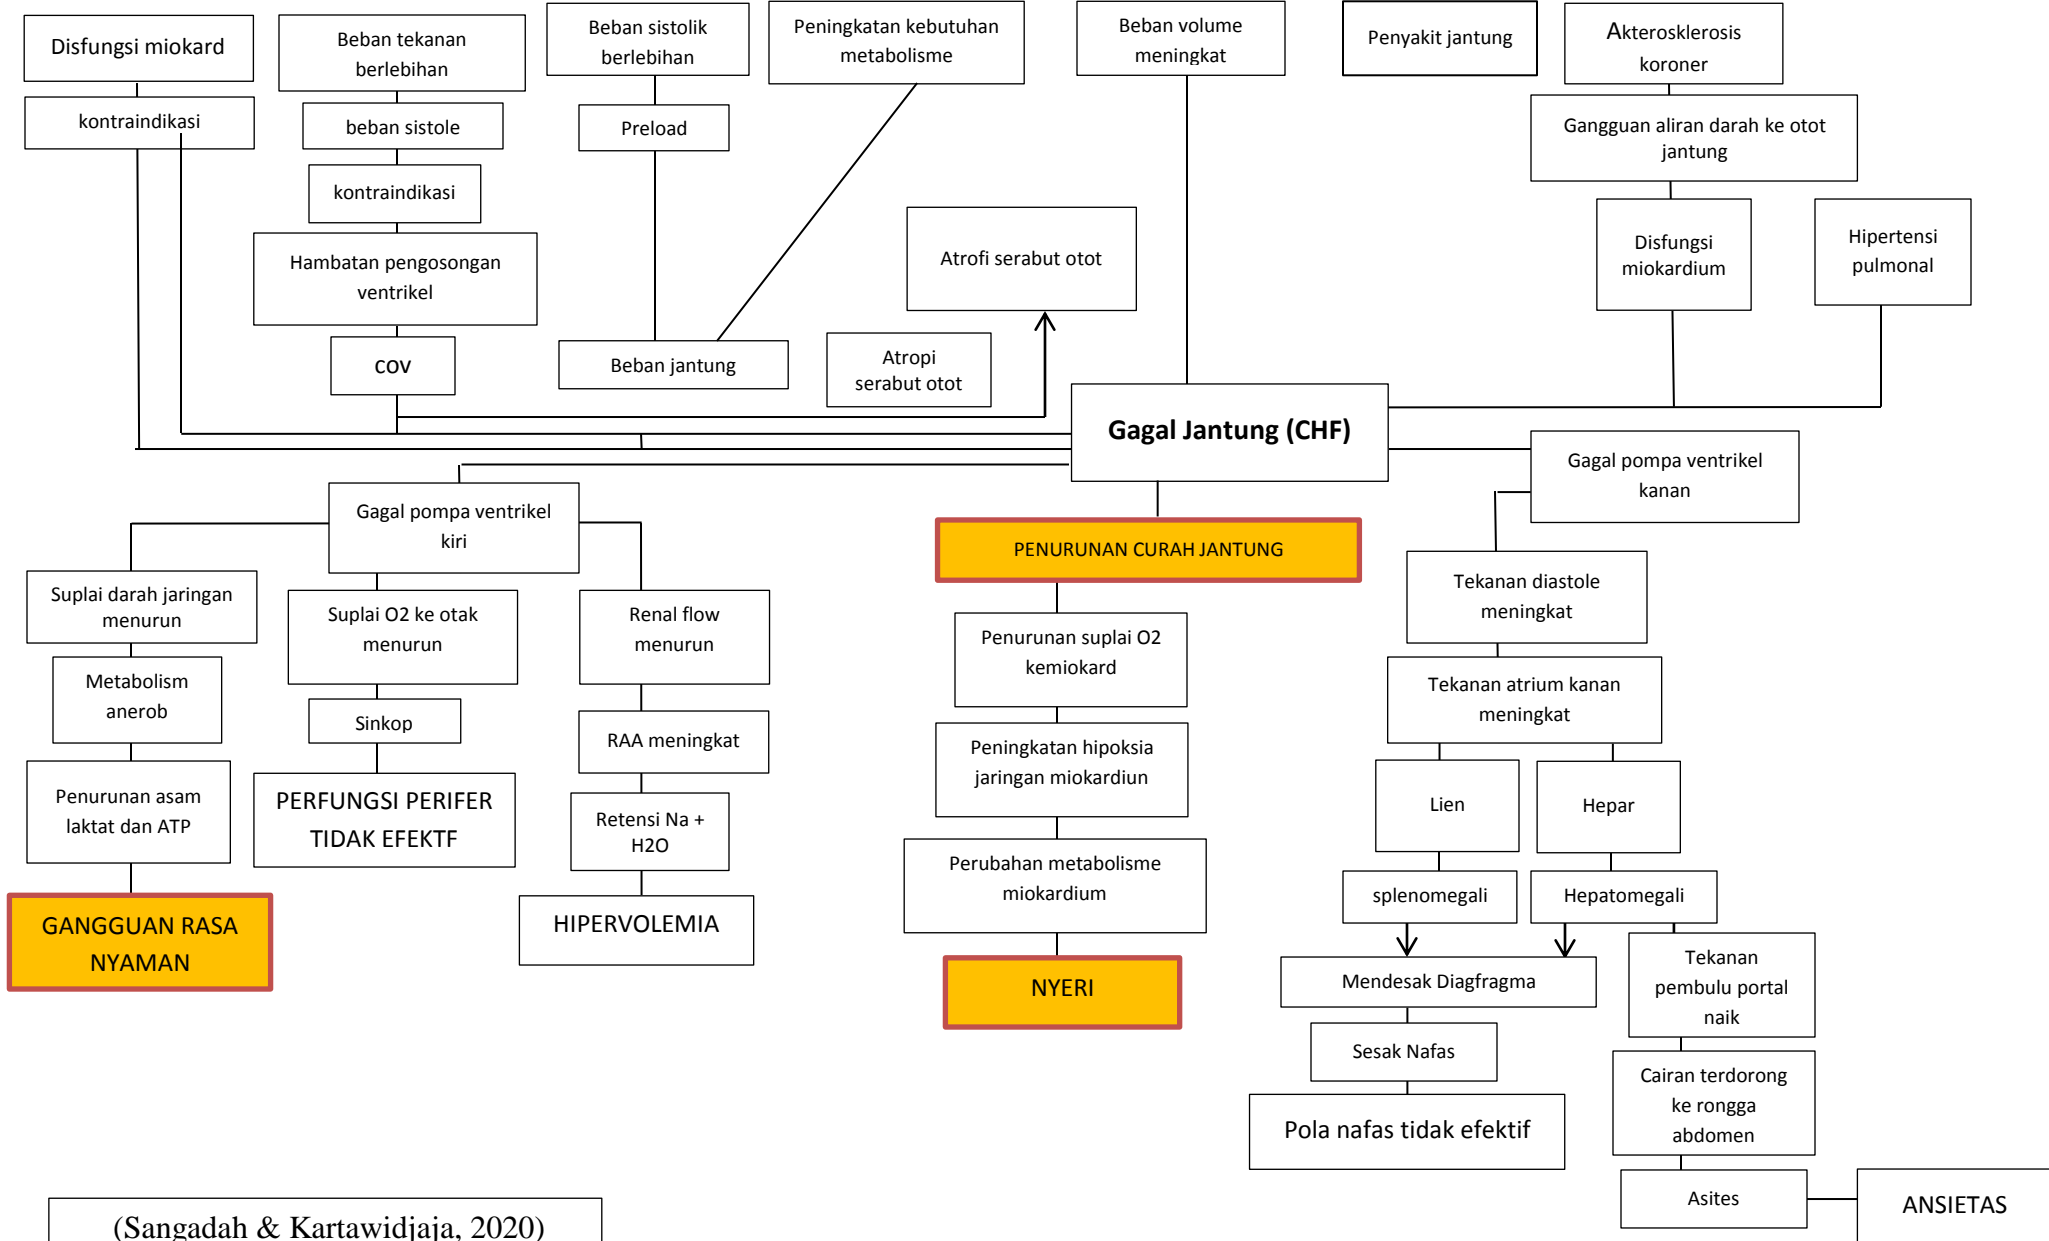 Disfungsi miokard
kontraindikasi
Beban tekanan
berlebihan
beban sistole
kontraindikasi
Hambatan pengosongan
ventrikel
COV
Beban sistolik
berlebihan
Preload
Peningkatan kebutuhan
metabolisme
Beban jantung
Atrofi serabut otot
Atropi
serabut otot
Beban volume
meningkat
Penyakit jantung
Akterosklerosis
koroner
Gangguan aliran darah ke otot
jantung
Disfungsi
miokardium
Hipertensi
pulmonal
Gagal Jantung (CHF)
Gagal pompa ventrikel
kiri
Suplai darah jaringan
menurun
Metabolism
anerob
Penurunan asam
laktat dan ATP
GANGGUAN RASA
NYAMAN
Suplai O2 ke otak
menurun
Sinkop
PERFUNGSI PERIFER
TIDAK EFEKTF
Renal flow
menurun
RAA meningkat
Retensi Na +
H2O
HIPERVOLEMIA
PENURUNAN CURAH JANTUNG
Penurunan suplai O2
kemiokard
Peningkatan hipoksia
jaringan miokardiun
Perubahan metabolisme
miokardium
NYERI
Gagal pompa ventrikel
kanan
Tekanan diastole
meningkat
Tekanan atrium kanan
meningkat
Lien
Hepar
splenomegali
Hepatomegali
Mendesak Diagfragma
Sesak Nafas
Pola nafas tidak efektif
Tekanan
pembulu portal
naik
Cairan terdorong
ke rongga
abdomen
Asites
ANSIETAS
(Sangadah & Kartawidjaja, 2020)